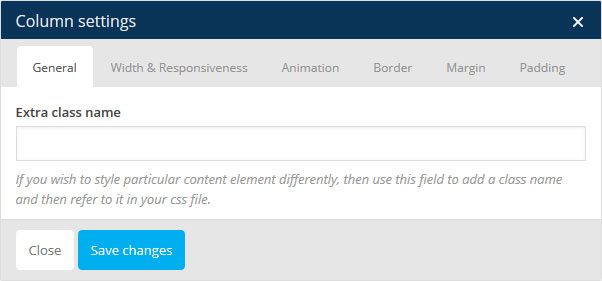 Column settings ×
General Width & Responsiveness Animation Border Margin Padding
Extra class name
If you wish to style particular content element differently, then use this field to add a class name
and then refer to it in your css file.
Close Save changes